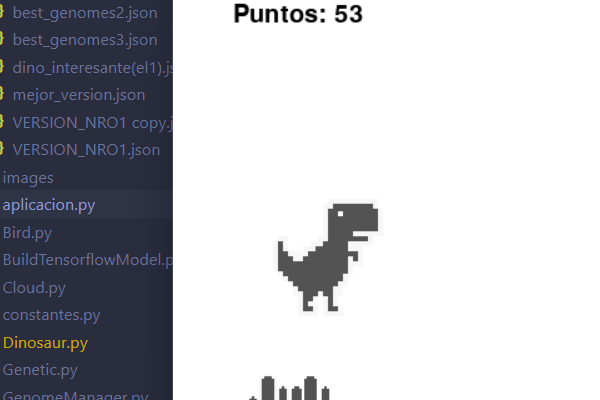 best_genomes2.json
best_genomes3.json
dino_interesante(el1).js
mejor_version.json
VERSION_NRO1 copy.j
VERSION_NRO1.json
images
aplicacion.py
Bird.py
BuildTensorflowModel.p
Cloud.py
constantes.py
Dinosaur.py
Genetic.py
GenomeManager.py
Puntos: 53